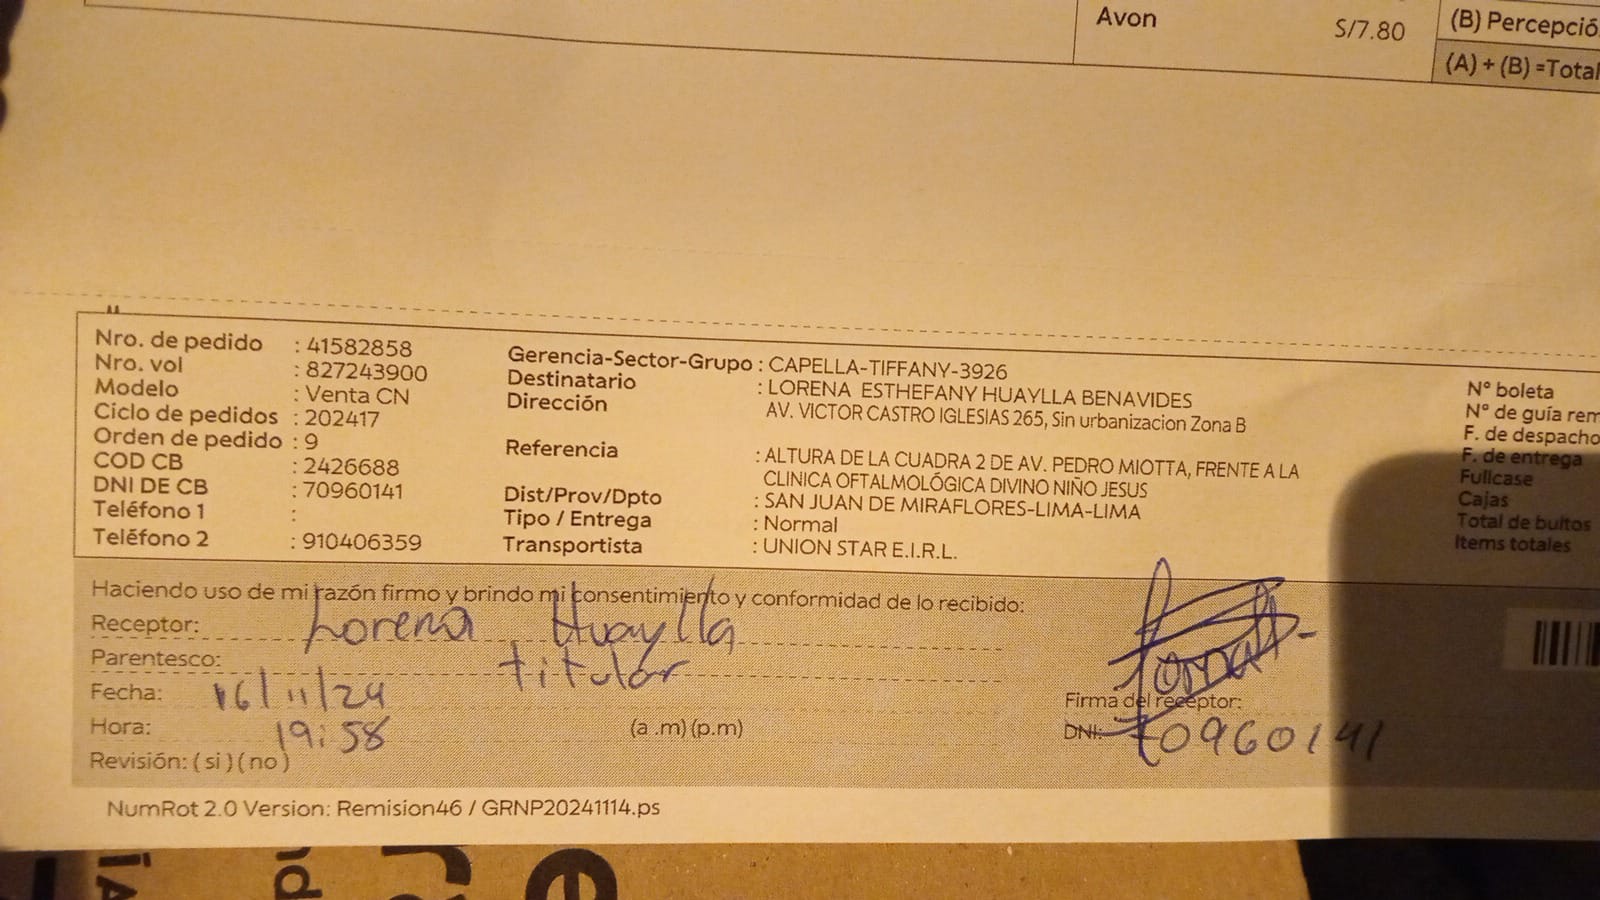 Avon S/7.80 (B) Percepció
(A) + (B) =Total
Nro. de pedido : 41582858
Nro. vol : 827243900
Modelo : Venta CN
Ciclo de pedidos : 202417
Orden de pedido : 9
COD CB : 2426688
DNI DE CB : 70960141
Teléfono 1 :
Teléfono 2 : 910406359
Gerencia-Sector-Grupo : CAPELLA-TIFFANY-3926
Destinatario : LORENA ESTHEFANY HUAYLLA BENAVIDES
Dirección AV. VICTOR CASTRO IGLESIAS 265, Sin urbanizacion Zona B
Referencia : ALTURA DE LA CUADRA 2 DE AV. PEDRO MIOTTA, FRENTE A LA
CLINICA OFTALMOLÓGICA DIVINO NIÑO JESUS
Dist/Prov/Dpto : SAN JUAN DE MIRAFLORES-LIMA-LIMA
Tipo / Entrega : Normal
Transportista : UNION STAR E.I.R.L.
N° boleta
N° de guía rem
F. de despacho
F. de entrega
Fullcase
Cajas
Total de bultos
Items totales
Haciendo uso de mi razón firmo y brindo mi consentimiento y conformidad de lo recibido:
Receptor: Lorena Huaylla
Parentesco: titular
Fecha: 16/11/24
Hora: 19:58 (a .m) (p.m)
Revisión: ( si ) ( no )
Firma del receptor:
DNI: 70960141
NumRot 2.0 Version: Remision46 / GRNP20241114.ps